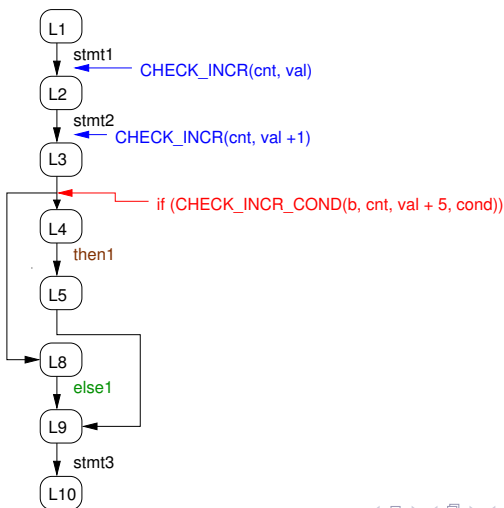 L1
stmt1
CHECK_INCR(cnt, val)
L2
stmt2
CHECK_INCR(cnt, val +1)
L3
if (CHECK_INCR_COND(b, cnt, val + 5, cond))
L4
then1
L5
L8
else1
L9
stmt3
L10